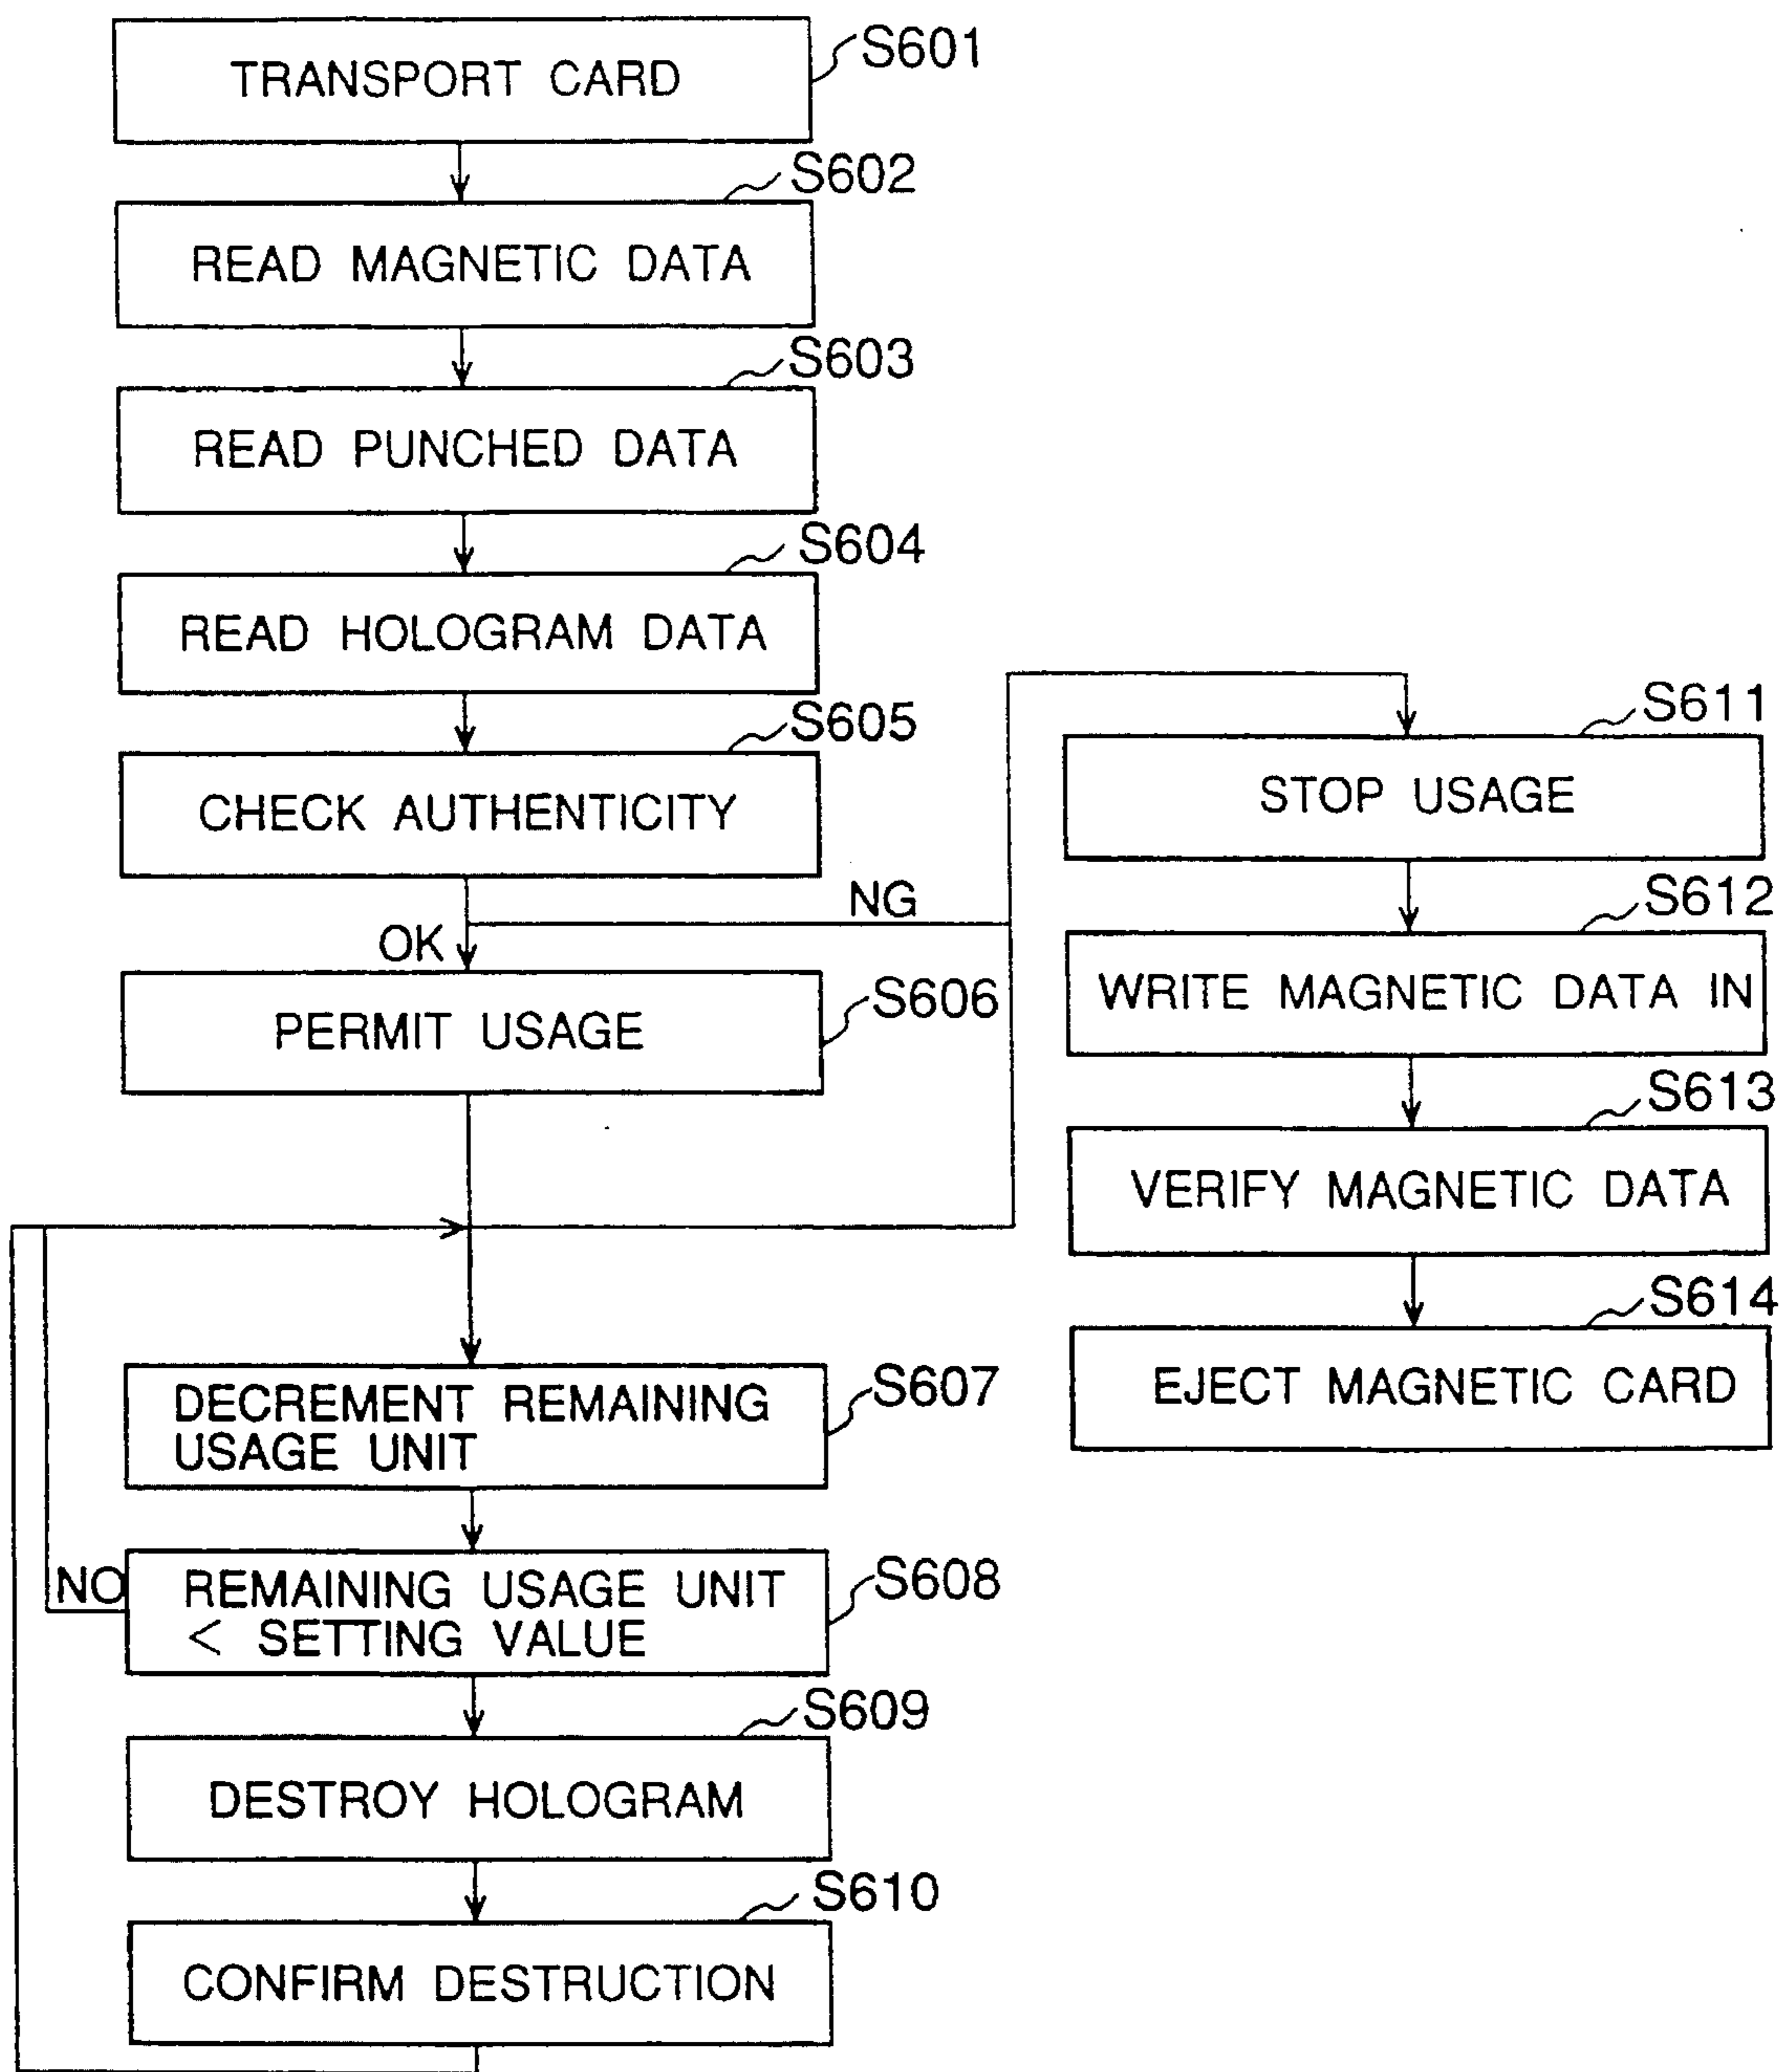 TRANSPORT CARD
S601
READ MAGNETIC DATA
S602
READ PUNCHED DATA
S603
READ HOLOGRAM DATA
S604
CHECK AUTHENTICITY
S605
NG
OK
PERMIT USAGE
S606
DECREMENT REMAINING
USAGE UNIT
S607
NO
REMAINING USAGE UNIT
< SETTING VALUE
S608
DESTROY HOLOGRAM
S609
CONFIRM DESTRUCTION
S610
STOP USAGE
S611
WRITE MAGNETIC DATA IN
S612
VERIFY MAGNETIC DATA
S613
EJECT MAGNETIC CARD
S614